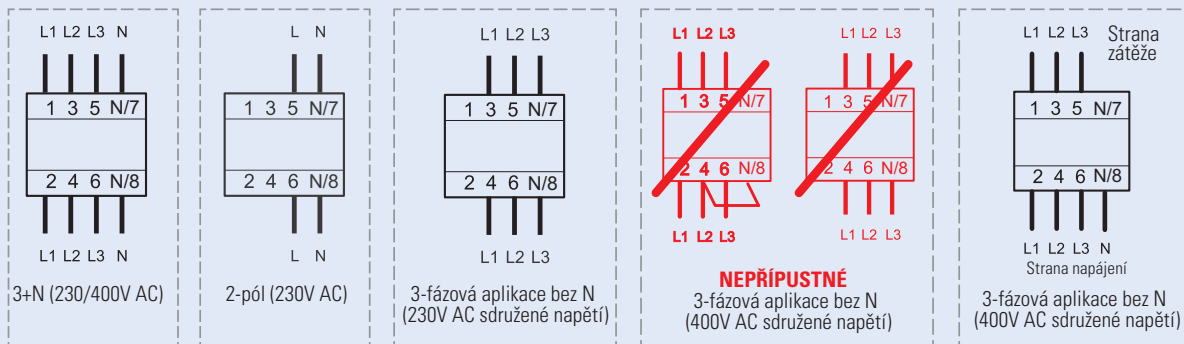 L1 L2 L3 N
1 3 5 N/7
2 4 6 N/8
L1 L2 L3 N
3+N (230/400V AC)
L N
1 3 5 N/7
2 4 6 N/8
L N
2-pól (230V AC)
L1 L2 L3
1 3 5 N/7
2 4 6 N/8
L1 L2 L3
3-fázová aplikace bez N
(230V AC sdružené napětí)
L1 L2 L3
1 3 5 N/7
2 4 6 N/8
L1 L2 L3
L1 L2 L3
1 3 5 N/7
2 4 6 N/8
L1 L2 L3
NEPŘÍPUSTNÉ
3-fázová aplikace bez N
(400V AC sdružené napětí)
L1 L2 L3
Strana
zátěže
1 3 5 N/7
2 4 6 N/8
L1 L2 L3 N
Strana napájení
3-fázová aplikace bez N
(400V AC sdružené napětí)